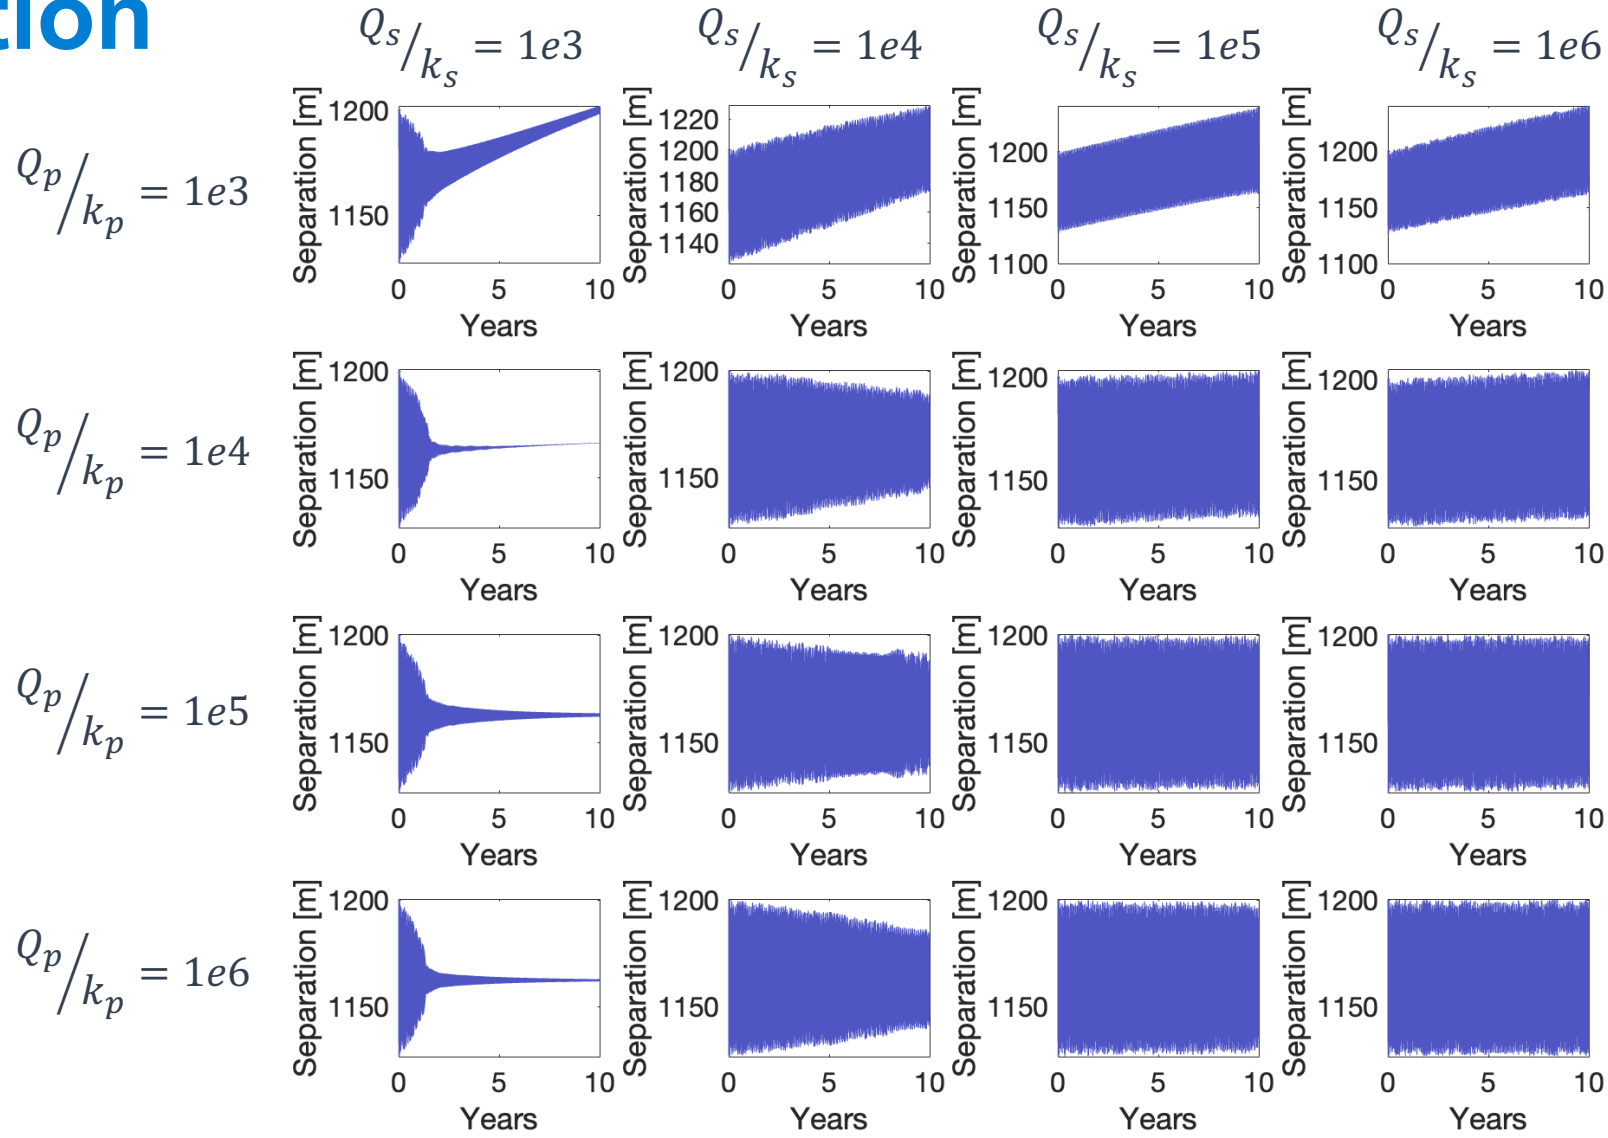 tion
Qs/ks = 1e3 Qs/ks = 1e4 Qs/ks = 1e5 Qs/ks = 1e6
Qp/kp = 1e3
Separation [m] 1200 1150 0 5 10 Years
Separation [m] 1220 1200 1180 1160 1140 0 5 10 Years
Separation [m] 1200 1150 1100 0 5 10 Years
Separation [m] 1200 1150 1100 0 5 10 Years
Qp/kp = 1e4
Separation [m] 1200 1150 0 5 10 Years
Separation [m] 1200 1150 0 5 10 Years
Separation [m] 1200 1150 0 5 10 Years
Separation [m] 1200 1150 0 5 10 Years
Qp/kp = 1e5
Separation [m] 1200 1150 0 5 10 Years
Separation [m] 1200 1150 0 5 10 Years
Separation [m] 1200 1150 0 5 10 Years
Separation [m] 1200 1150 0 5 10 Years
Qp/kp = 1e6
Separation [m] 1200 1150 0 5 10 Years
Separation [m] 1200 1150 0 5 10 Years
Separation [m] 1200 1150 0 5 10 Years
Separation [m] 1200 1150 0 5 10 Years